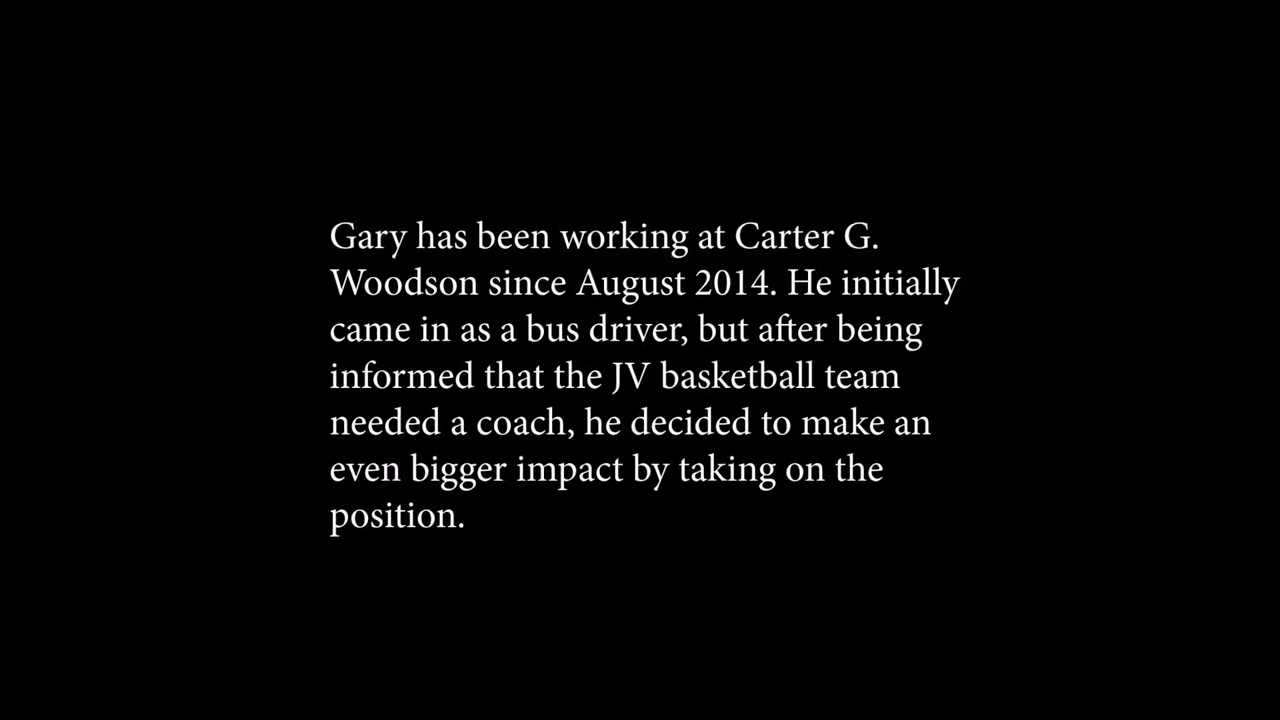 Gary has been working at Carter G.
Woodson since August 2014. He initially
came in as a bus driver, but after being
informed that the JV basketball team
needed a coach, he decided to make an
even bigger impact by taking on the
position.